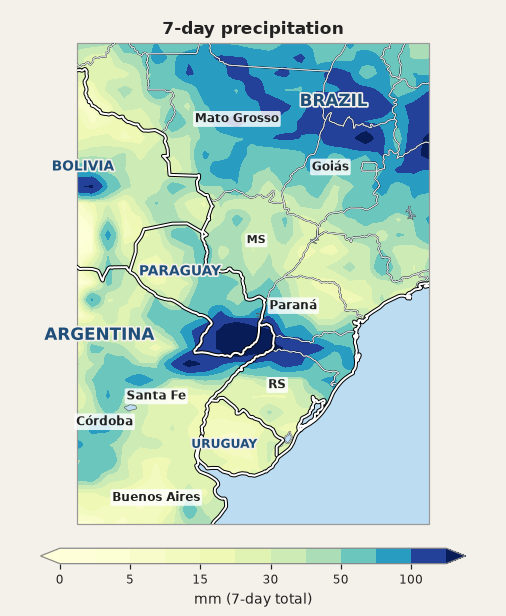 7-day precipitation
BRAZIL
Mato Grosso
BOLIVIA
Goiás
MS
PARAGUAY
Paraná
ARGENTINA
RS
Santa Fe
Córdoba
URUGUAY
Buenos Aires
0 5 15 30 50 100
mm (7-day total)